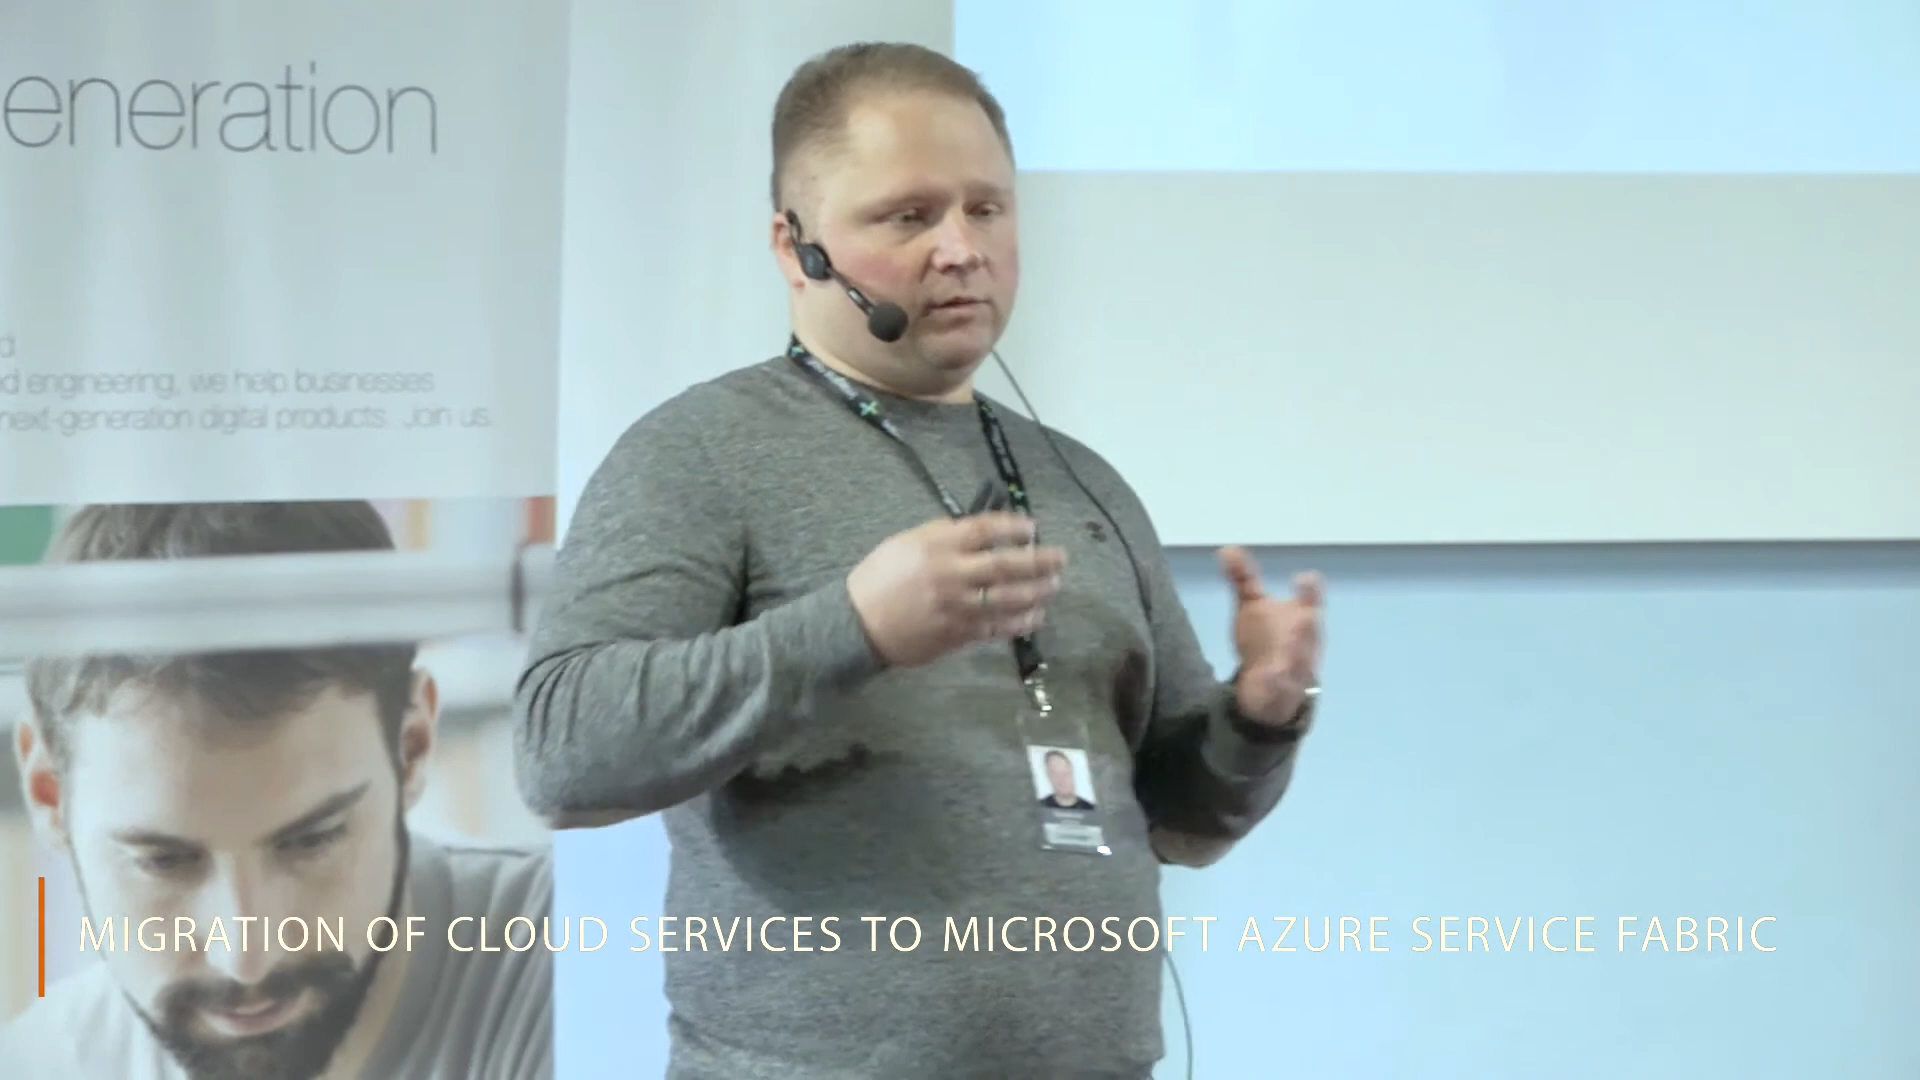 eneration
d
d engineering, we help businesses
next-generation digital products. Join us.
MIGRATION OF CLOUD SERVICES TO MICROSOFT AZURE SERVICE FABRIC